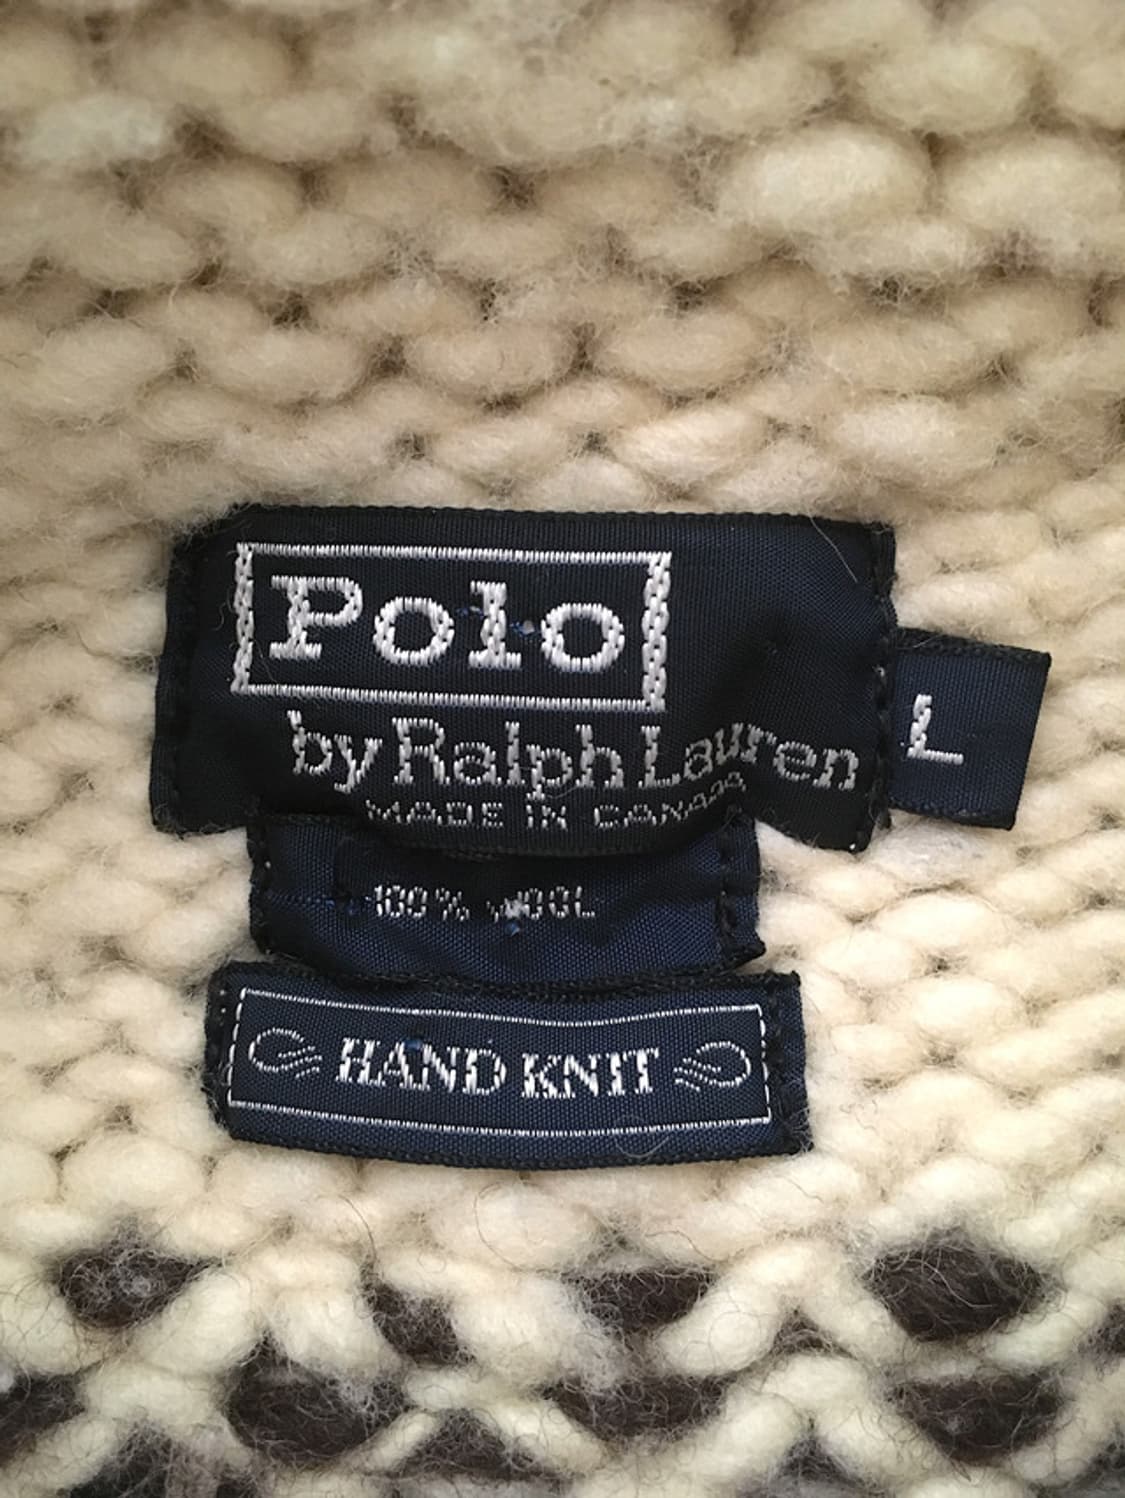 Polo
by Ralph Lauren
MADE IN CANADA
L
100% WOOL
HAND KNIT